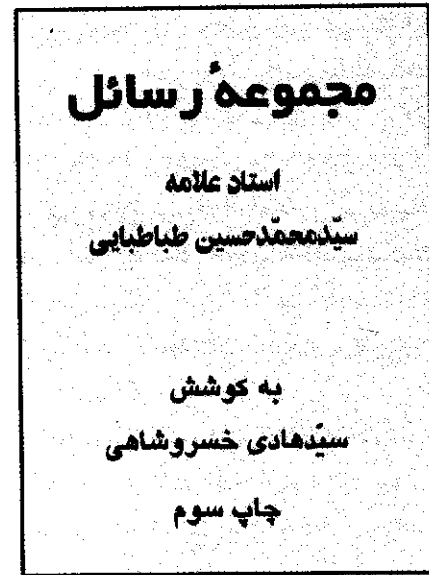 مجموعهٔ رسائل
استاد علامه
سیّدمحمّدحسین طباطبایی
به کوشش
سیّدهادی خسروشاهی
چاپ سوم